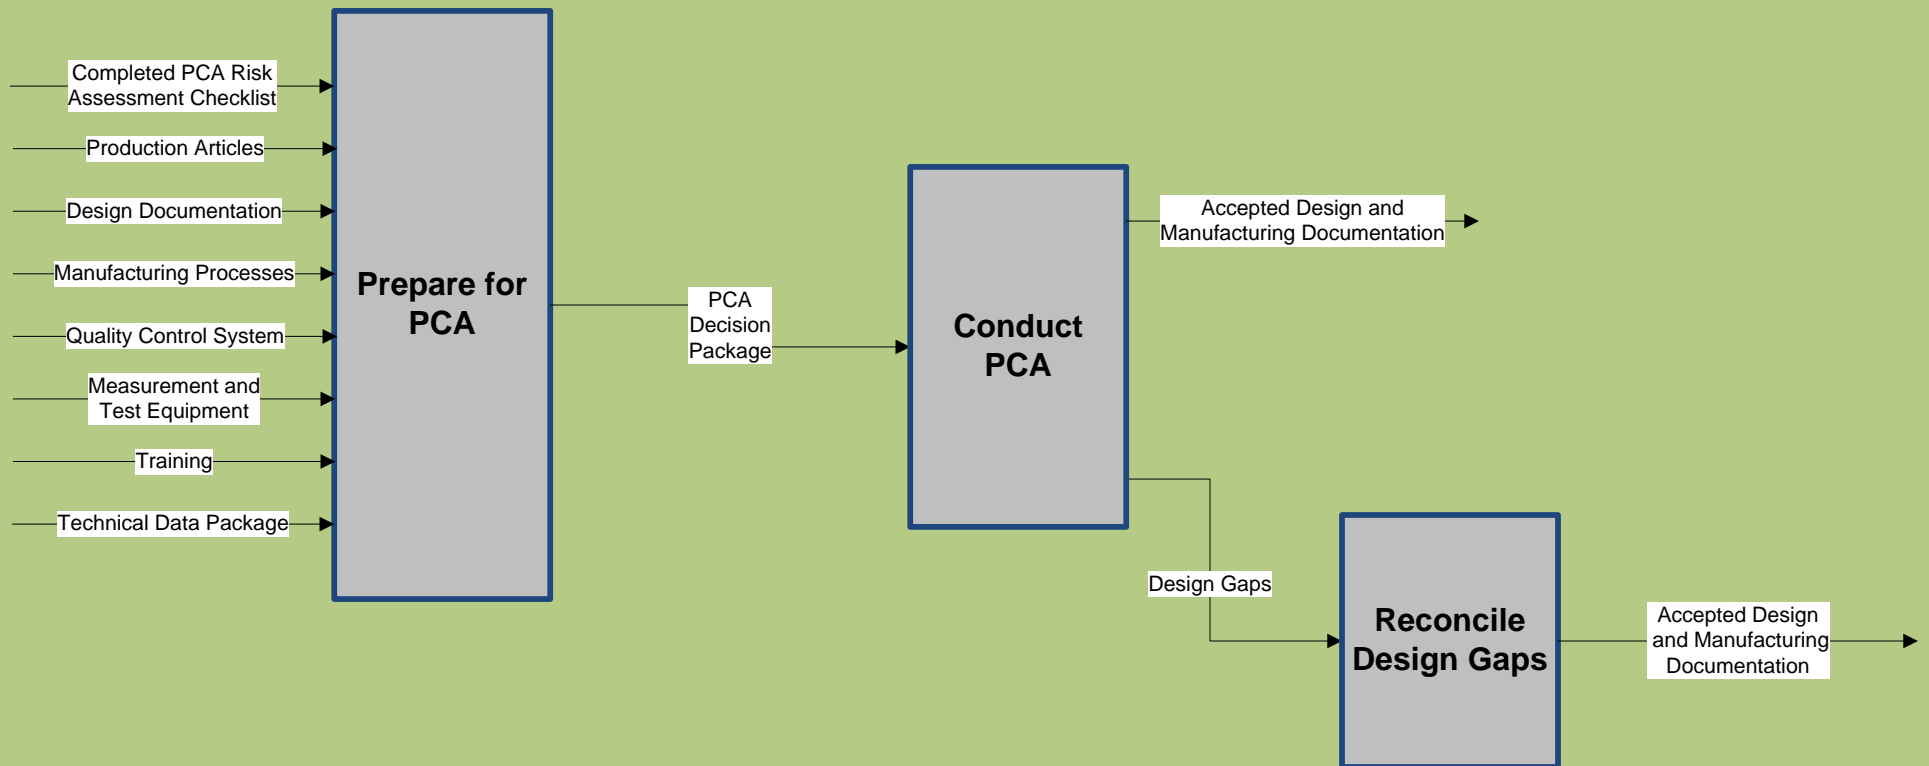 Completed PCA Risk
Assessment Checklist
Production Articles
Design Documentation
Manufacturing Processes
Quality Control System
Measurement and
Test Equipment
Training
Technical Data Package
Prepare for
PCA
PCA
Decision
Package
Conduct
PCA
Accepted Design and
Manufacturing Documentation
Design Gaps
Reconcile
Design Gaps
Accepted Design
and Manufacturing
Documentation